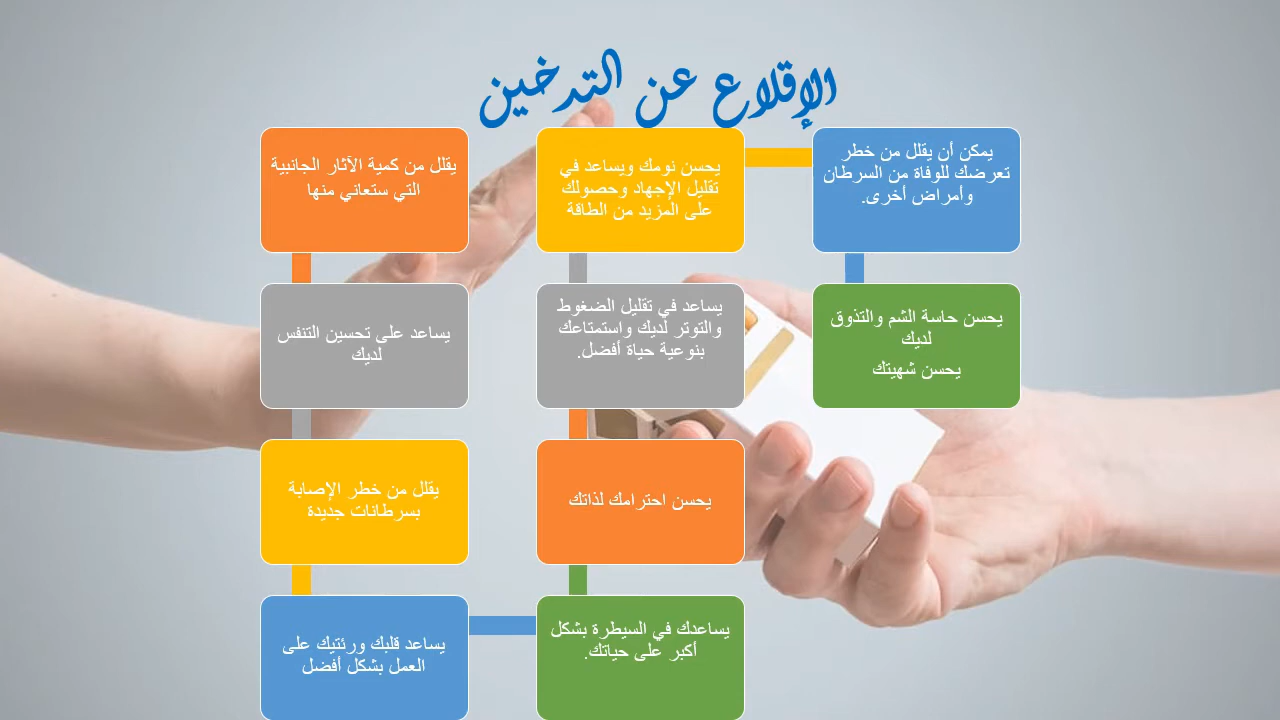 الإقلاع عن التدخين
يقلل من كمية الآثار الجانبية
التي ستعاني منها
يساعد على تحسين التنفس
لديك
يقلل من خطر الإصابة
بسرطانات جديدة
يساعد قلبك ورئتيك على
العمل بشكل أفضل
يساعدك في السيطرة بشكل
أكبر على حياتك.
يحسن احترامك لذاتك
يساعد في تقليل الضغوط
والتوتر لديك واستمتاعك
بنوعية حياة أفضل.
يحسن نومك ويساعد في
تقليل الإجهاد وحصولك
على المزيد من الطاقة
يمكن أن يقلل من خطر
تعرضك للوفاة من السرطان
وأمراض أخرى.
يحسن حاسة الشم والتذوق
لديك
يحسن شهيتك